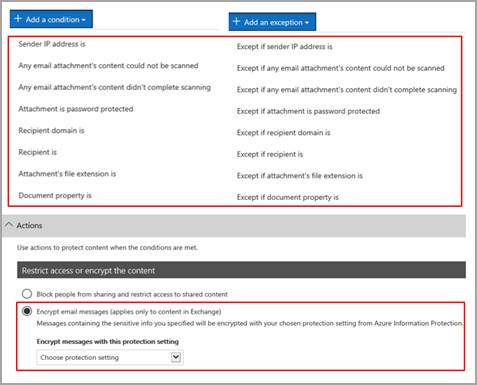 + Add a condition
+ Add an exception
Sender IP address is
Except if sender IP address is
Any email attachment's content could not be scanned
Except if any email attachment's content could not be scanned
Any email attachment's content didn't complete scanning
Except if any email attachment's content didn't complete scanning
Attachment is password protected
Except if attachment is password protected
Recipient domain is
Except if recipient domain is
Recipient is
Except if recipient is
Attachment's file extension is
Except if attachment's file extension is
Document property is
Except if document property is
Actions
Use actions to protect content when the conditions are met.
Restrict access or encrypt the content
Block people from sharing and restrict access to shared content
Encrypt email messages (applies only to content in Exchange)
Messages containing the sensitive info you specified will be encrypted with your chosen protection setting from Azure Information Protection.
Encrypt messages with this protection setting
Choose protection setting